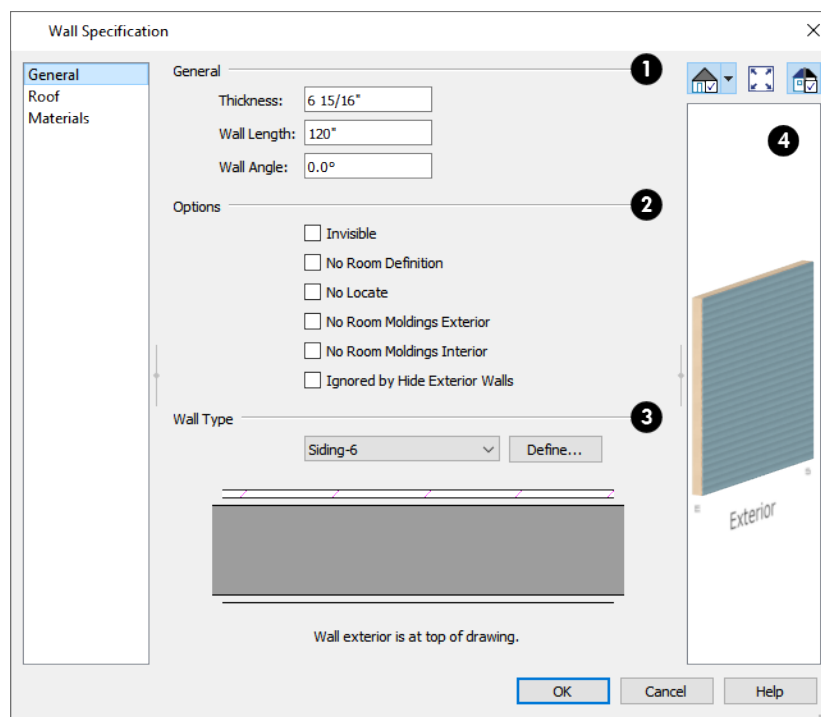 Wall Specification
General
Roof
Materials
General
1
Thickness:
6 15/16"
Wall Length:
120"
Wall Angle:
0.0°
Options
2
Invisible
No Room Definition
No Locate
No Room Moldings Exterior
No Room Moldings Interior
Ignored by Hide Exterior Walls
Wall Type
3
Siding-6
Define...
Wall exterior is at top of drawing.
4
E
S
Exterior
OK
Cancel
Help